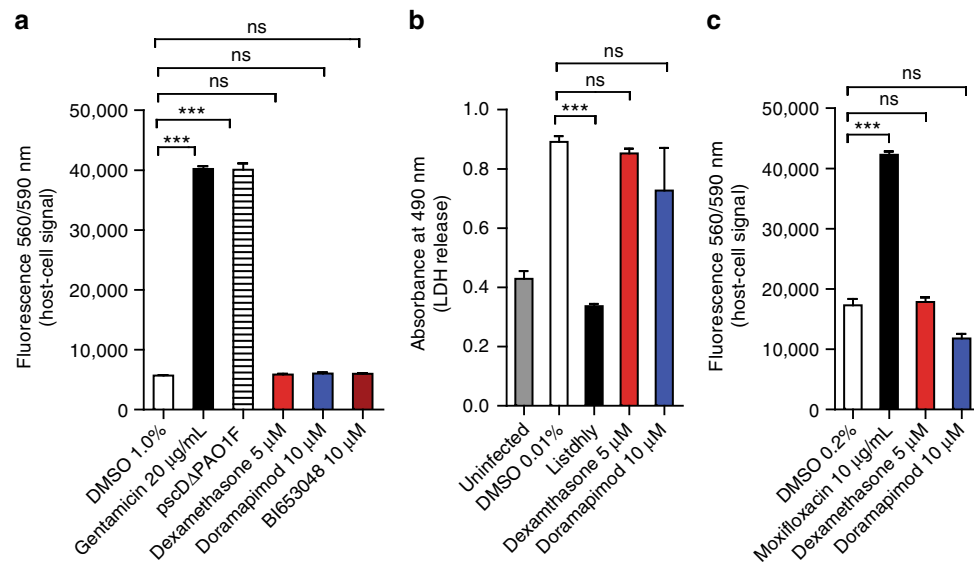 a
ns
ns
ns
***
***
50,000
40,000
30,000
20,000
10,000
0
Fluorescence 560/590 nm
(host-cell signal)
DMSO 1.0%
Gentamicin 20 µg/mL
pscDΔPAO1F
Dexamethasone 5 µM
Doramapimod 10 µM
BI653048 10 µM
b
ns
ns
***
1.0
0.8
0.6
0.4
0.2
0.0
Absorbance at 490 nm
(LDH release)
Uninfected
DMSO 0.01%
Listdhly
Dexamthasone 5 µM
Doramapimod 10 µM
c
ns
ns
***
50,000
40,000
30,000
20,000
10,000
0
Fluorescence 560/590 nm
(host-cell signal)
DMSO 0.2%
Moxifloxacin 10 µg/mL
Dexamethasone 5 µM
Doramapimod 10 µM